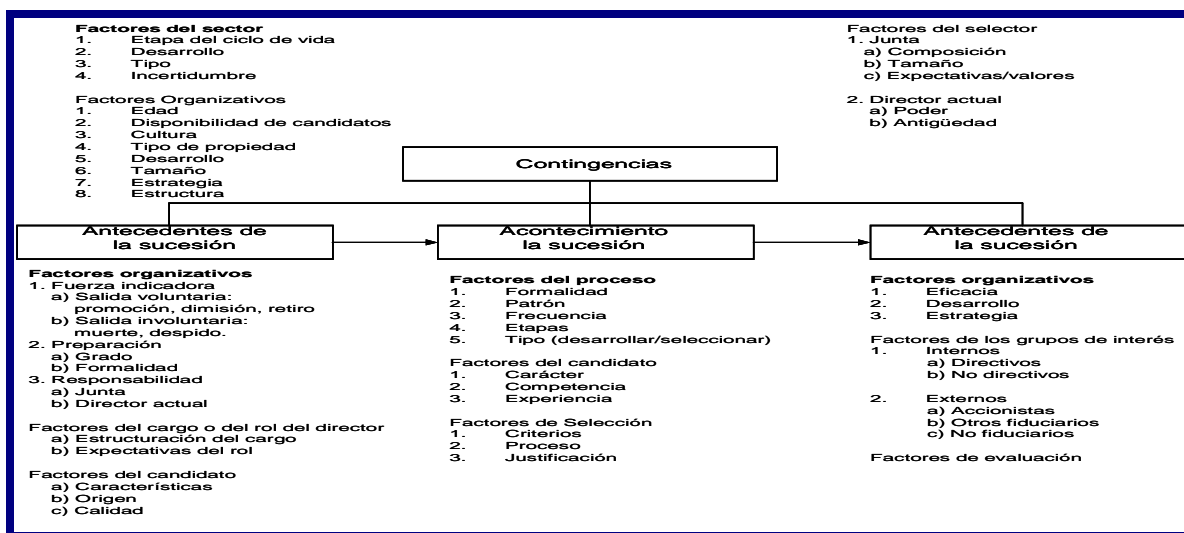 Factores del sector
1. Etapa del ciclo de vida
2. Desarrollo
3. Tipo
4. Incertidumbre
Factores Organizativos
1. Edad
2. Disponibilidad de candidatos
3. Cultura
4. Tipo de propiedad
5. Desarrollo
6. Tamaño
7. Estrategia
8. Estructura
Factores del selector
1. Junta
a) Composición
b) Tamaño
c) Expectativas/valores
2. Director actual
a) Poder
b) Antigüedad
Contingencias
Antecedentes de
la sucesión
Factores organizativos
1. Fuerza indicadora
a) Salida voluntaria:
promoción, dimisión, retiro
b) Salida involuntaria:
muerte, despido.
2. Preparación
a) Grado
b) Formalidad
3. Responsabilidad
a) Junta
b) Director actual
Factores del cargo o del rol del director
a) Estructuración del cargo
b) Expectativas del rol
Factores del candidato
a) Características
b) Origen
c) Calidad
Acontecimiento
la sucesión
Factores del proceso
1. Formalidad
2. Patrón
3. Frecuencia
4. Etapas
5. Tipo (desarrollar/seleccionar)
Factores del candidato
1. Carácter
2. Competencia
3. Experiencia
Factores de Selección
1. Criterios
2. Proceso
3. Justificación
Antecedentes de
la sucesión
Factores organizativos
1. Eficacia
2. Desarrollo
3. Estrategia
Factores de los grupos de interés
1. Internos
a) Directivos
b) No directivos
2. Externos
a) Accionistas
b) Otros fiduciarios
c) No fiduciarios
Factores de evaluación